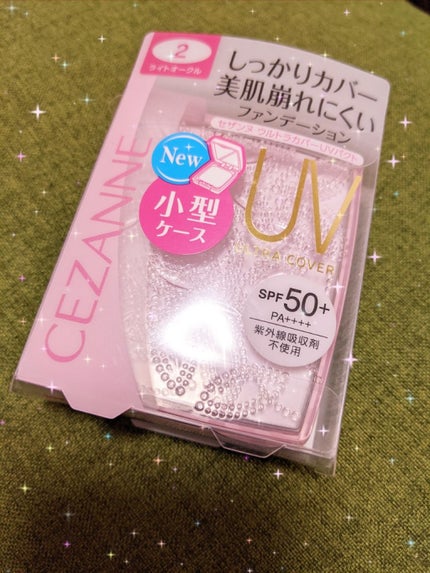 2
ライトオークル
しっかりカバー
美肌崩れにくい
ファンデーション
セザンヌ ウルトラカバーUVパクト
New
小型
ケース
CEZANNE
UV
ULTRA COVER
SPF50+
PA++++
紫外線吸収剤
不使用